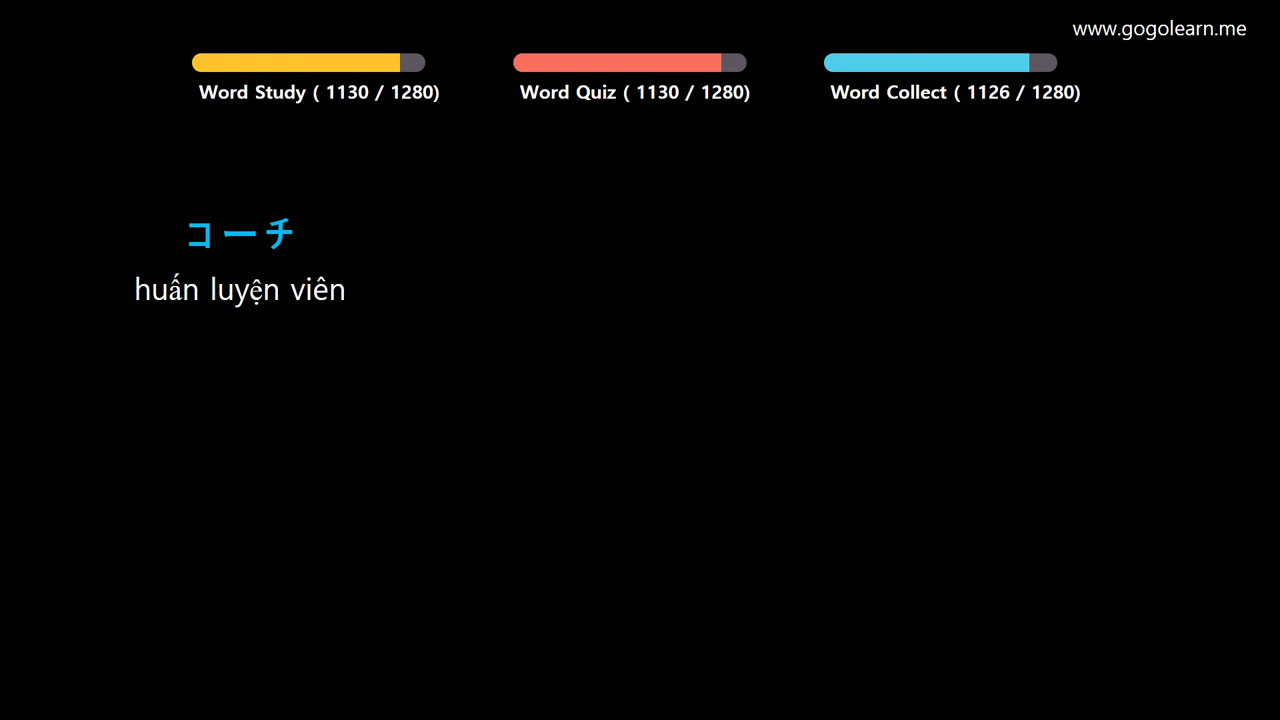 www.gogolearn.me
Word Study ( 1130 / 1280)
Word Quiz ( 1130 / 1280)
Word Collect ( 1126 / 1280)
コーチ
huấn luyện viên